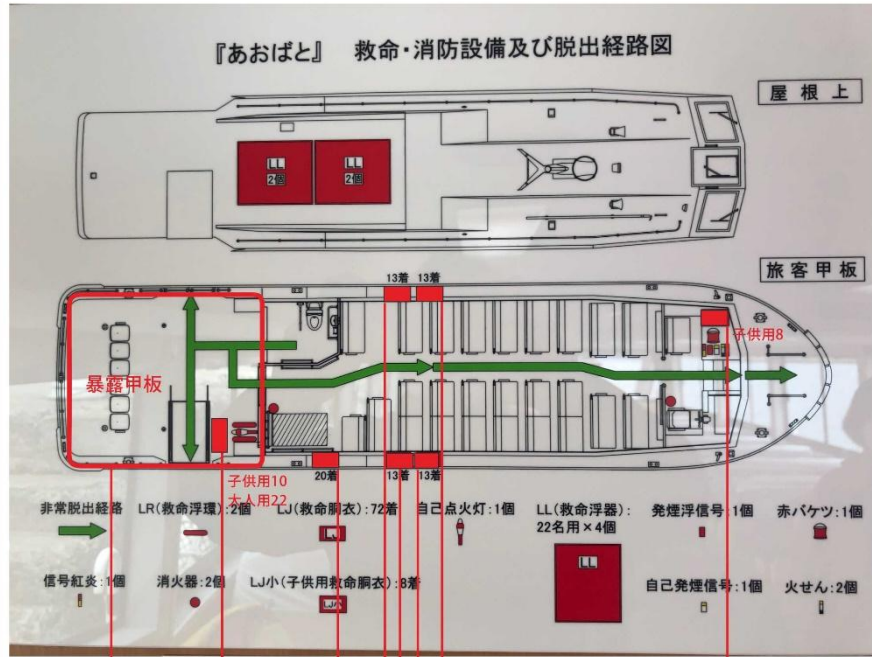 『あおばと』 救命・消防設備及び脱出経路図
屋根上
LL
2個
LL
2個
旅客甲板
13着 13着
子供用8
暴露甲板
子供用10
大人用22
20着
13着 13着
非常脱出経路 LR(救命浮環):2個 LJ(救命胴衣):72着 自己点火灯:1個 LL(救命浮器): 発煙浮信号:1個 赤バケツ:1個
22名用×4個
LL
信号紅炎:1個 消火器:2個 LJ小(子供用救命胴衣):8着 自己発煙信号:1個 火せん:2個
LJ小